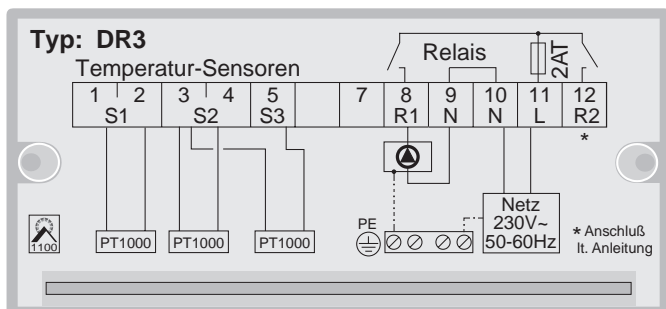 Typ: DR3
Temperatur-Sensoren
Relais
2AT
1 2 3 4 5 7 8 9 10 11 12
S1 S2 S3 R1 N N L R2
*
PE
Netz
230V~
50-60Hz
* Anschluß
lt. Anleitung
1100
PT1000 PT1000 PT1000